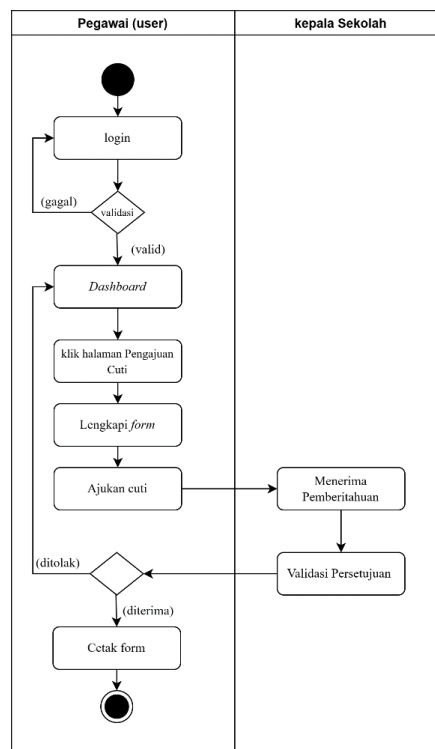 Pegawai (user)
kepala Sekolah
login
(gagal)
validasi
(valid)
Dashboard
klik halaman Pengajuan
Cuti
Lengkapi form
Ajukan cuti
Menerima
Pemberitahuan
(ditolak)
Validasi Persetujuan
(diterima)
Cetak form